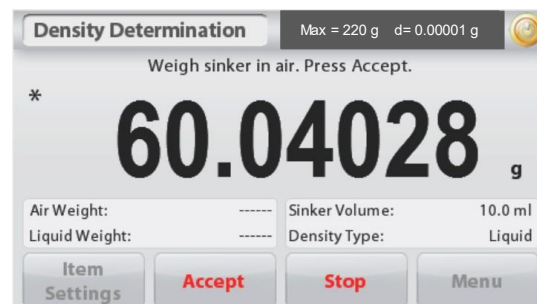 Density Determination Max = 220 g d= 0.00001 g
Weigh sinker in air. Press Accept.
*
60.04028 g
Air Weight: ------ Sinker Volume: 10.0 ml
Liquid Weight: ------ Density Type: Liquid
Item Settings Accept Stop Menu